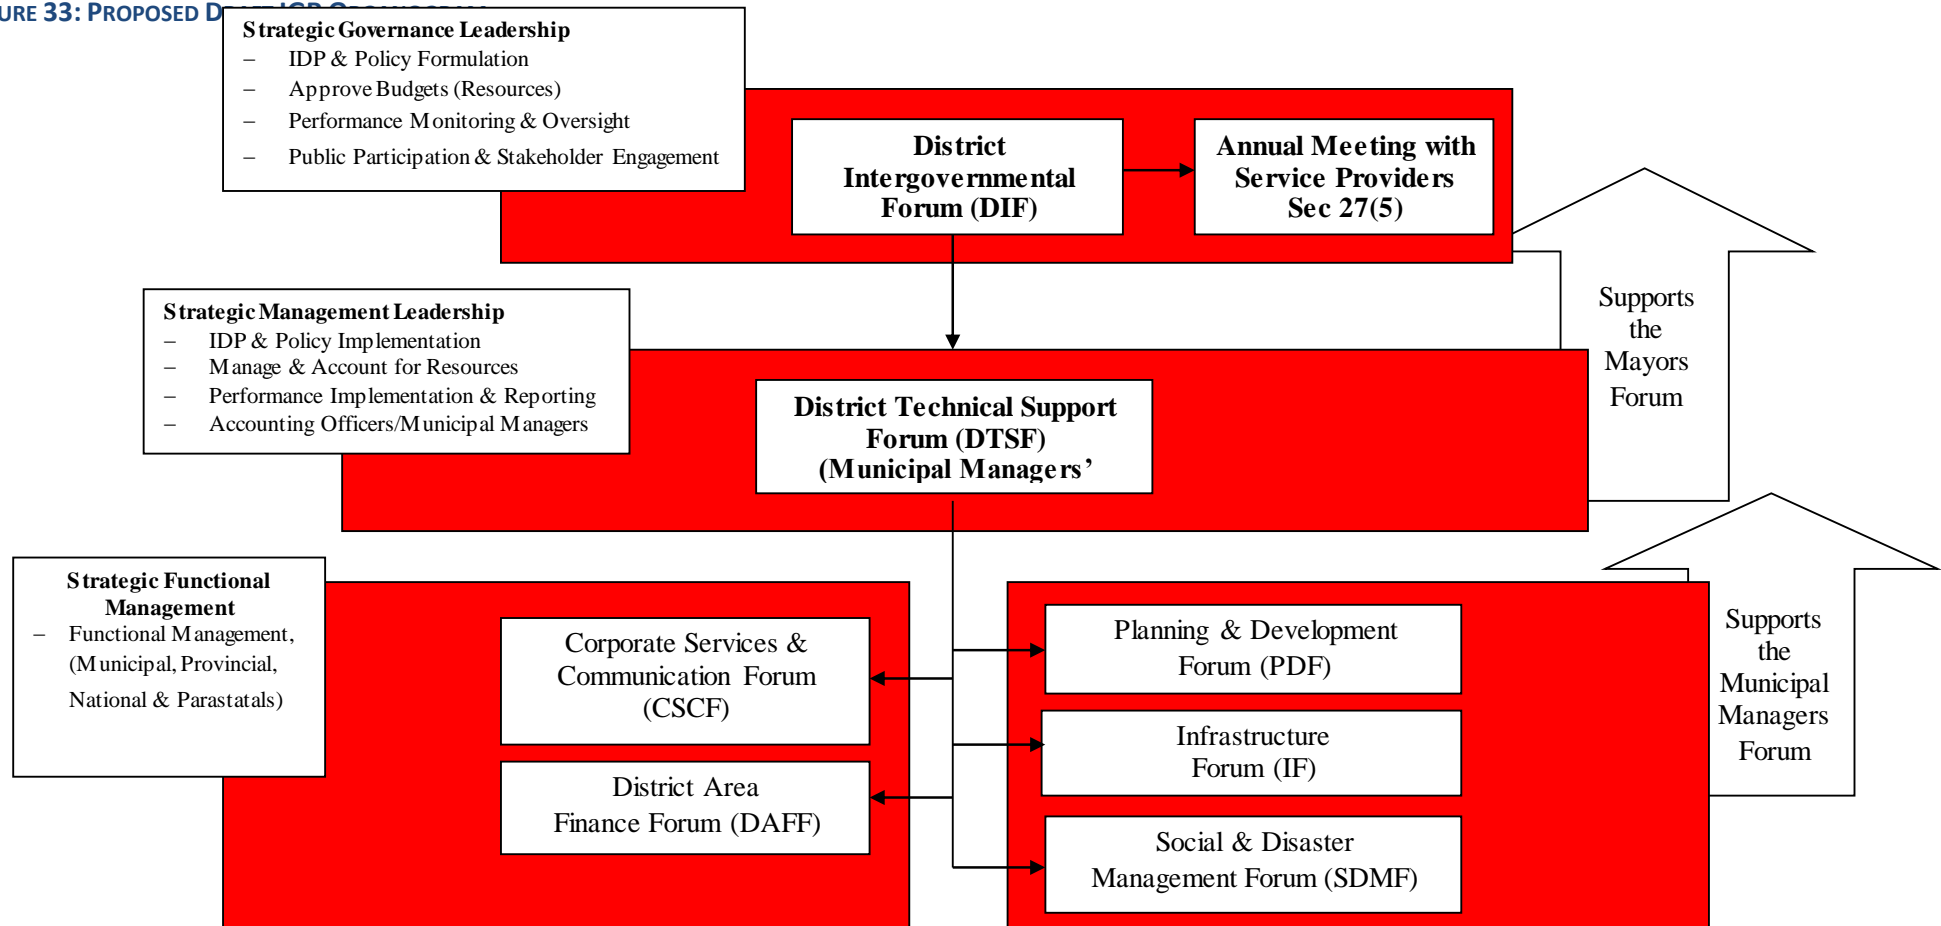 URE 33: PROPOSED
Strategic Governance Leadership
– IDP & Policy Formulation
– Approve Budgets (Resources)
– Performance Monitoring & Oversight
– Public Participation & Stakeholder Engagement
District
Intergovernmental
Forum (DIF)
Annual Meeting with
Service Providers
Sec 27(5)
Supports
the
Mayors
Forum
Strategic Management Leadership
– IDP & Policy Implementation
– Manage & Account for Resources
– Performance Implementation & Reporting
– Accounting Officers/Municipal Managers
District Technical Support
Forum (DTSF)
(Municipal Managers’
Strategic Functional
Management
– Functional Management,
(Municipal, Provincial,
National & Parastatals)
Corporate Services &
Communication Forum
(CSCF)
District Area
Finance Forum (DAFF)
Planning & Development
Forum (PDF)
Infrastructure
Forum (IF)
Social & Disaster
Management Forum (SDMF)
Supports
the
Municipal
Managers
Forum